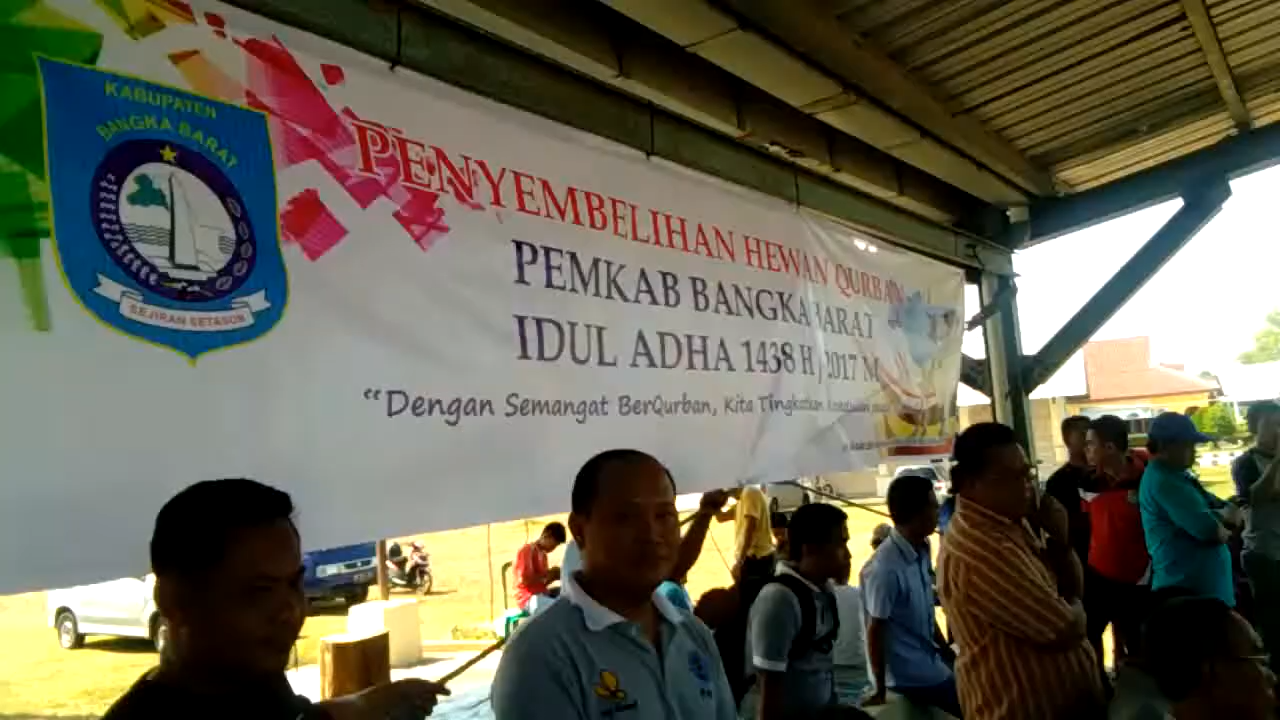 KABUPATEN
BANGKA BARAT
SEJIRAN SETASON
PENYEMBELIHAN HEWAN QURBAN
PEMKAB BANGKA BARAT
IDUL ADHA 1438 H / 2017 M
“Dengan Semangat BerQurban, Kita Tingkatkan